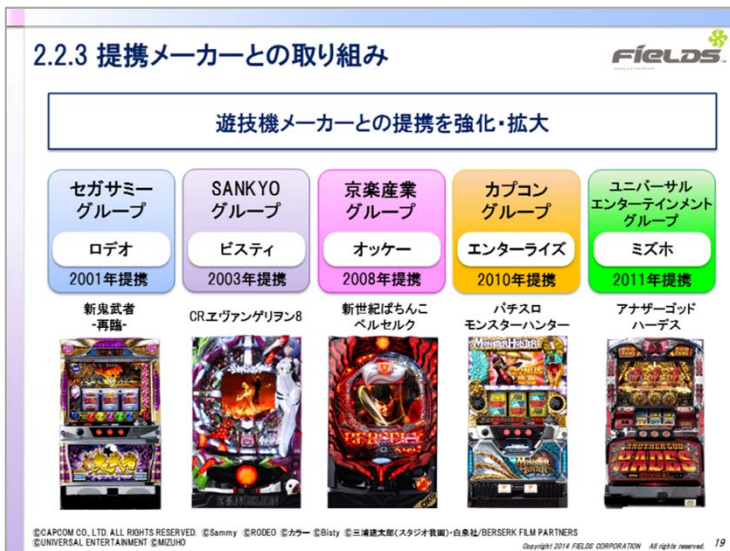 2.2.3 提携メーカーとの取り組み
FIELDS
遊技機メーカーとの提携を強化・拡大
セガサミー
グループ
ロデオ
2001年提携
SANKYO
グループ
ビスティ
2003年提携
京楽産業
グループ
オッケー
2008年提携
カプコン
グループ
エンターライズ
2010年提携
ユニバーサル
エンターテインメント
グループ
ミズホ
2011年提携
新鬼武者
-再臨-
CRヱヴァンゲリヲン8
新世紀ぱちんこ
ベルセルク
パチスロ
モンスターハンター
アナザーゴッド
ハーデス
EVANGELION
BERSERK
MONSTER HUNTER
BONUS
MONSTER HUNTER
ANOTHER GOD
HADES
©CAPCOM CO., LTD. ALL RIGHTS RESERVED. ©Sammy ©RODEO ©カラー ©Bisty ©三浦建太郎(スタジオ我画)・白泉社/BERSERK FILM PARTNERS
©UNIVERSAL ENTERTAINMENT ©MIZUHO
Copyright 2014 FIELDS CORPORATION All rights reserved. 19